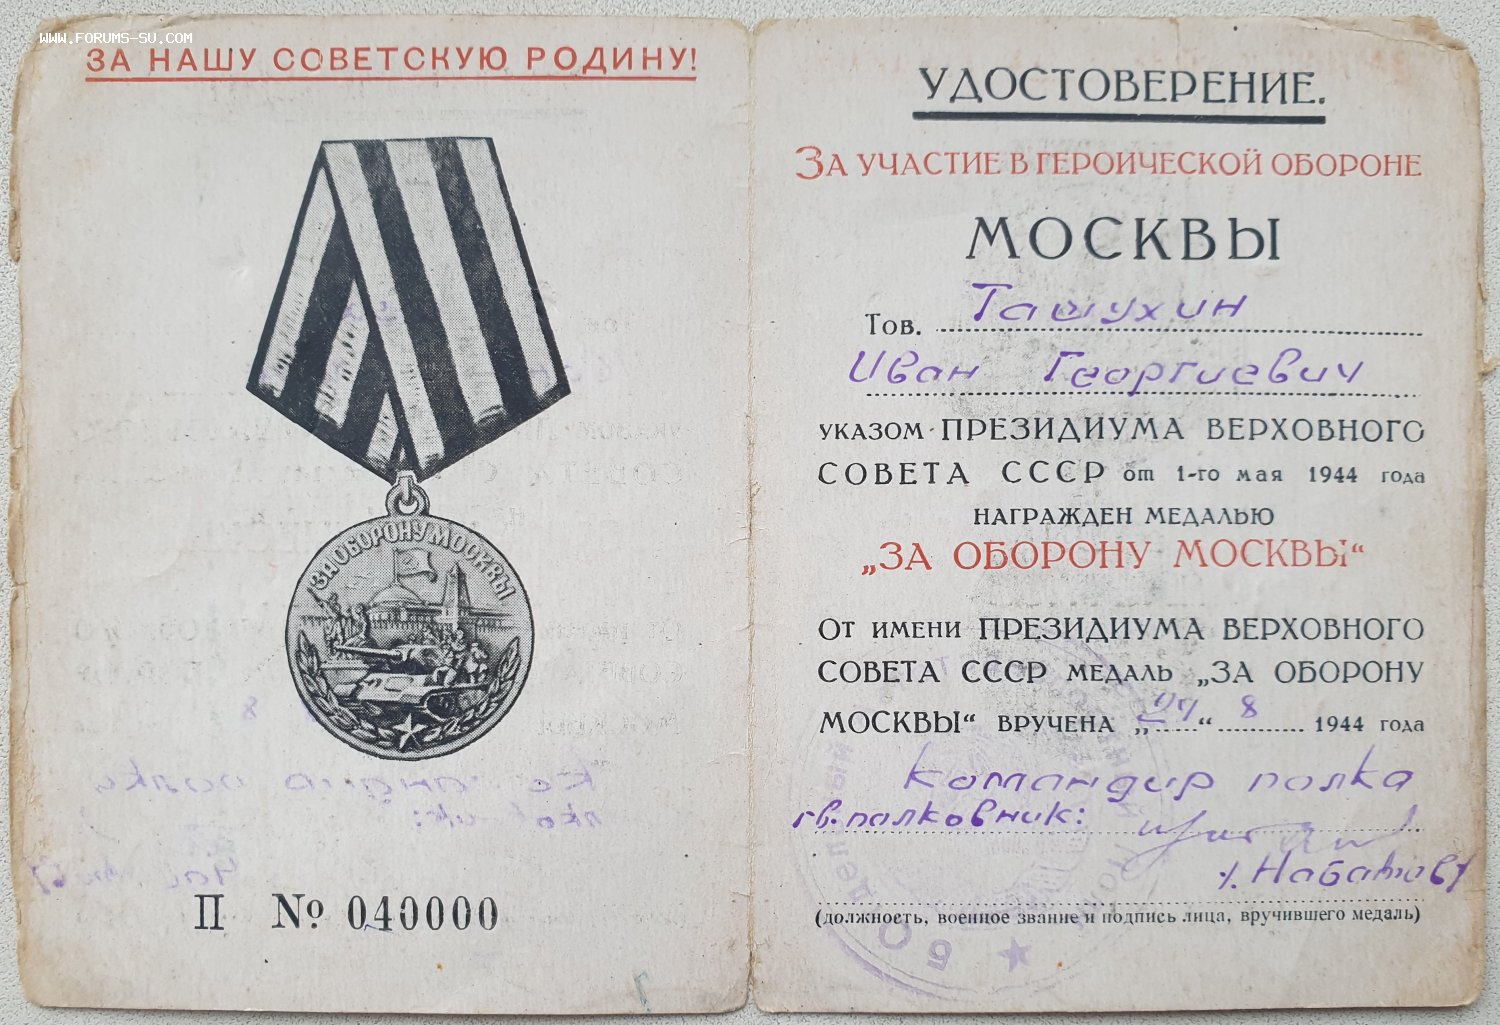 WWW.FORUMS-SU.COM
ЗА НАШУ СОВЕТСКУЮ РОДИНУ!
ЗА ОБОРОНУ МОСКВЫ
П № 040000
УДОСТОВЕРЕНИЕ.
ЗА УЧАСТИЕ В ГЕРОИЧЕСКОЙ ОБОРОНЕ
МОСКВЫ
Тов. Ташухин
Иван Георгиевич
УКАЗОМ ПРЕЗИДИУМА ВЕРХОВНОГО
СОВЕТА СССР от 1-го мая 1944 года
НАГРАЖДЕН МЕДАЛЬЮ
„ЗА ОБОРОНУ МОСКВЫ“
ОТ ИМЕНИ ПРЕЗИДИУМА ВЕРХОВНОГО
СОВЕТА СССР МЕДАЛЬ „ЗА ОБОРОНУ
МОСКВЫ“ ВРУЧЕНА „ “ 8 1944 года
Командир полка
гв. полковник:
(должность, военное звание и подпись лица, вручившего медаль)